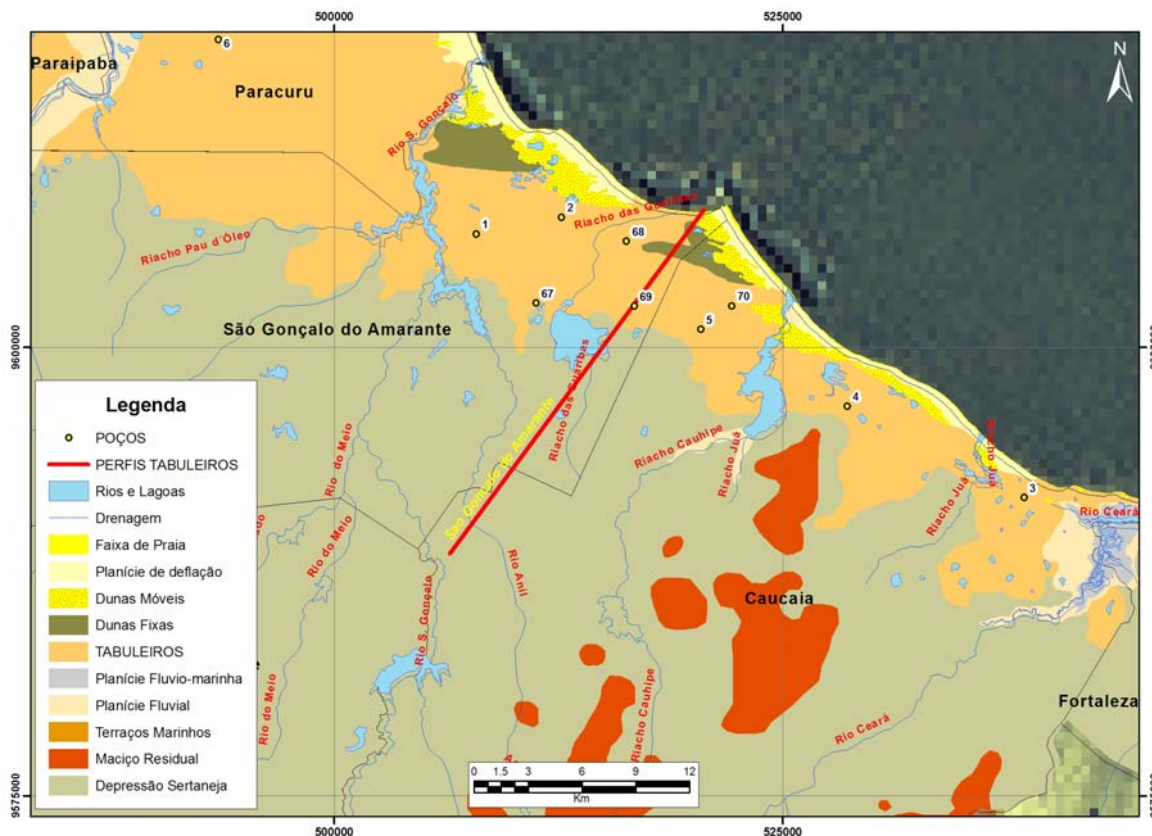 500000
525000
N
6
Paraipaba
Paracuru
Rio S. Gonçalo
1
2
Riacho das Guaribas
68
Riacho Pau d'Óleo
67
69
70
São Gonçalo do Amarante
5
9600000
Riacho das Guaribas
4
São Gonçalo do Amarante
Riacho Cauhipe
Riacho Juá
Riacho Juá
Riacho Juá
3
Rio Ceará
Rio do Meio
Rio do Meio
Rio Anil
Rio S. Gonçalo
Caucaia
Rio do Meio
Riacho Cauhipe
Rio Ceará
Fortaleza
Legenda
POÇOS
PERFIS TABULEIROS
Rios e Lagoas
Drenagem
Faixa de Praia
Planície de deflação
Dunas Móveis
Dunas Fixas
TABULEIROS
Planície Fluvio-marinha
Planície Fluvial
Terraços Marinhos
Maciço Residual
Depressão Sertaneja
0 1.5 3 6 9 12
Km
9575000
500000
525000